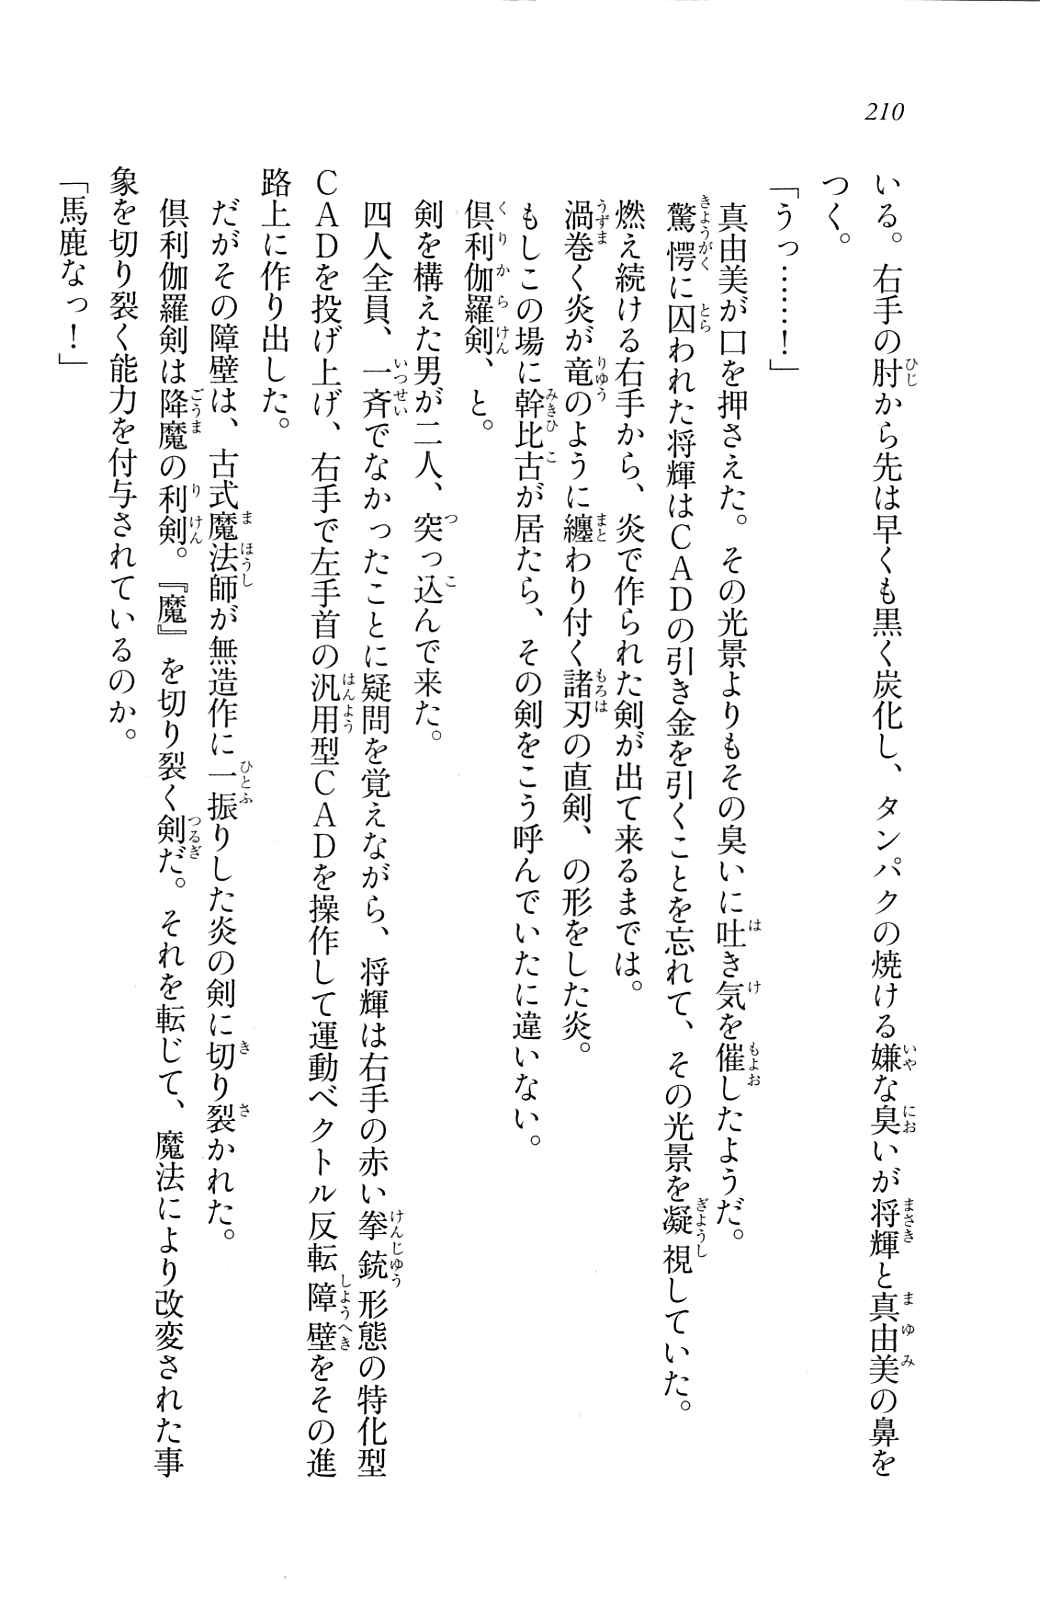 210
いる。右手の肘から先は早くも黒く炭化し、タンパクの焼ける嫌な臭いが将輝と真由美の鼻を
つく。
「うっ……！」
真由美が口を押さえた。その光景よりもその臭いに吐き気を催したようだ。
驚愕に囚われた将輝はＣＡＤの引き金を引くことを忘れて、その光景を凝視していた。
燃え続ける右手から、炎で作られた剣が出て来るまでは。
渦巻く炎が竜のように纏わり付く諸刃の直剣、の形をした炎。
もしこの場に幹比古が居たら、その剣をこう呼んでいたに違いない。
倶利伽羅剣、と。
剣を構えた男が二人、突っ込んで来た。
四人全員、一斉でなかったことに疑問を覚えながら、将輝は右手の赤い拳銃形態の特化型
ＣＡＤを投げ上げ、右手で左手首の汎用型ＣＡＤを操作して運動ベクトル反転障壁をその進
路上に作り出した。
だがその障壁は、古式魔法師が無造作に一振りした炎の剣に切り裂かれた。
倶利伽羅剣は降魔の利剣。『魔』を切り裂く剣だ。それを転じて、魔法により改変された事
象を切り裂く能力を付与されているのか。
「馬鹿なっ！」